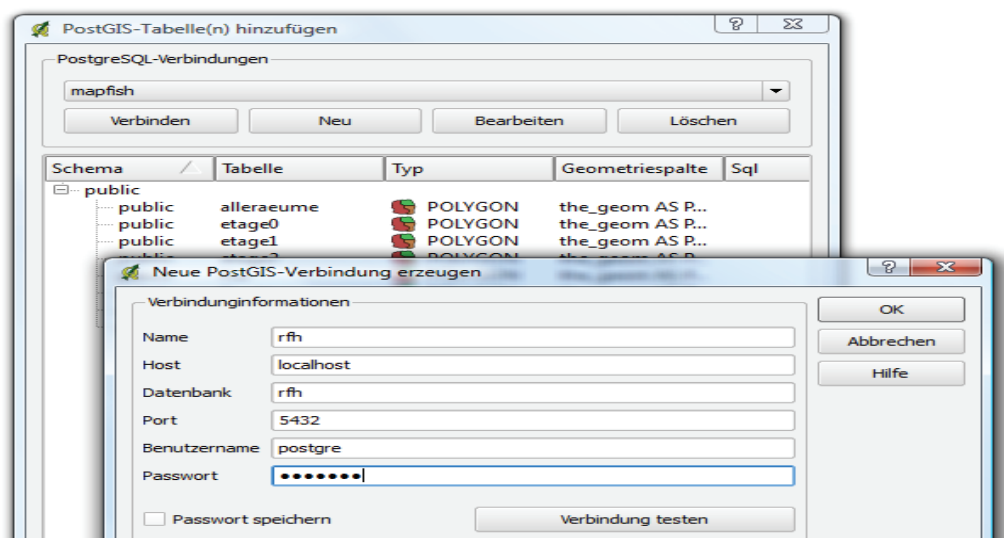 PostGIS-Tabelle(n) hinzufügen
PostgreSQL-Verbindungen
mapfish
Verbinden Neu Bearbeiten Löschen
Schema Tabelle Typ Geometriespalte Sql
public
public alleraeume POLYGON the_geom AS P...
public etage0 POLYGON the_geom AS P...
public etage1 POLYGON the_geom AS P...
Neue PostGIS-Verbindung erzeugen
Verbindunginformationen
Name rfh
Host localhost
Datenbank rfh
Port 5432
Benutzername postgre
Passwort
Passwort speichern
Verbindung testen
OK
Abbrechen
Hilfe